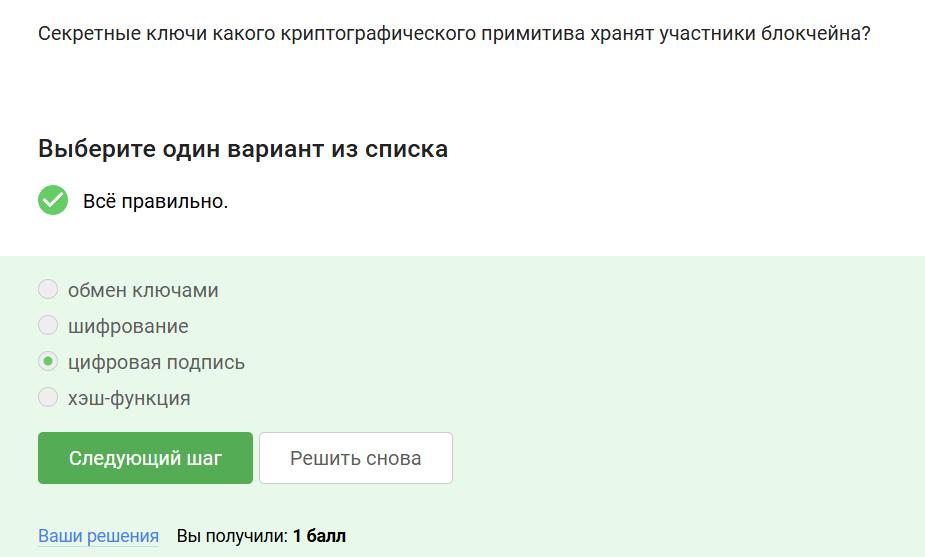 Секретные ключи какого криптографического примитива хранят участники блокчейна?
Выберите один вариант из списка
Всё правильно.
обмен ключами
шифрование
цифровая подпись
хэш-функция
Следующий шаг Решить снова
Ваши решения Вы получили: 1 балл